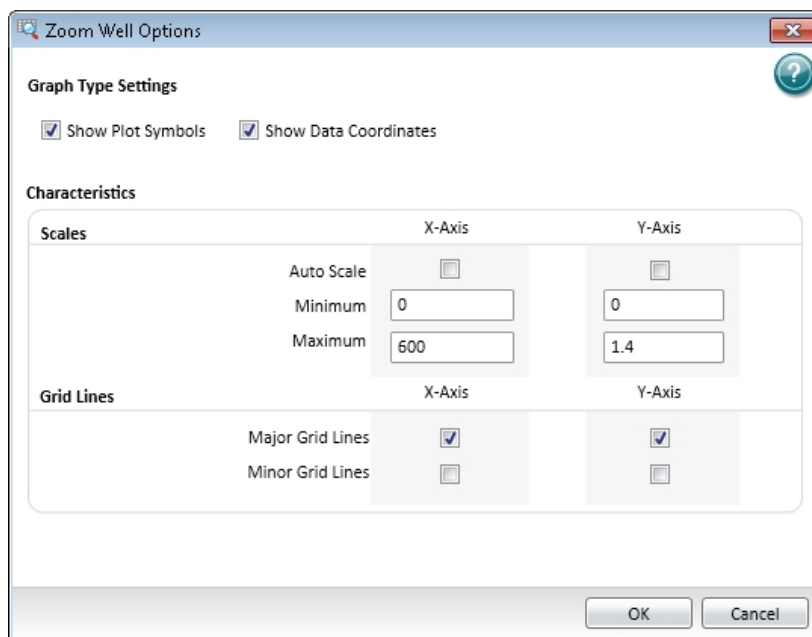 Zoom Well Options
Graph Type Settings
Show Plot Symbols Show Data Coordinates
Characteristics
Scales X-Axis Y-Axis
Auto Scale
Minimum 0 0
Maximum 600 1.4
Grid Lines X-Axis Y-Axis
Major Grid Lines
Minor Grid Lines
OK Cancel